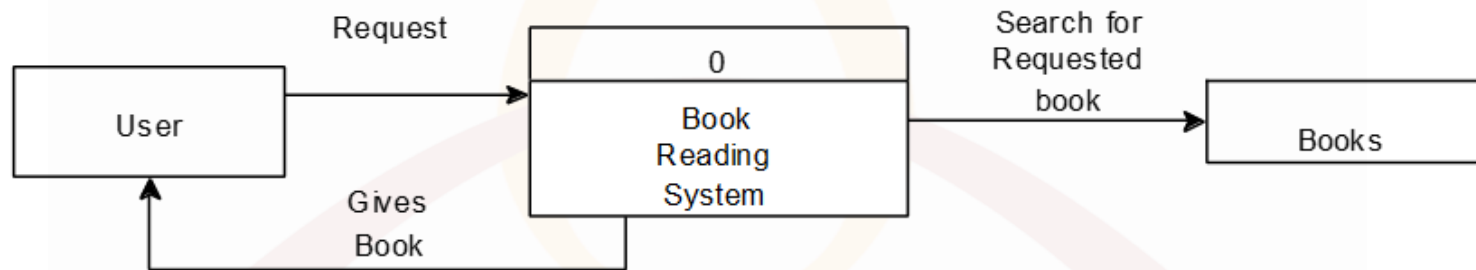 User
Request
0
Book
Reading
System
Gives
Book
Search for
Requested
book
Books